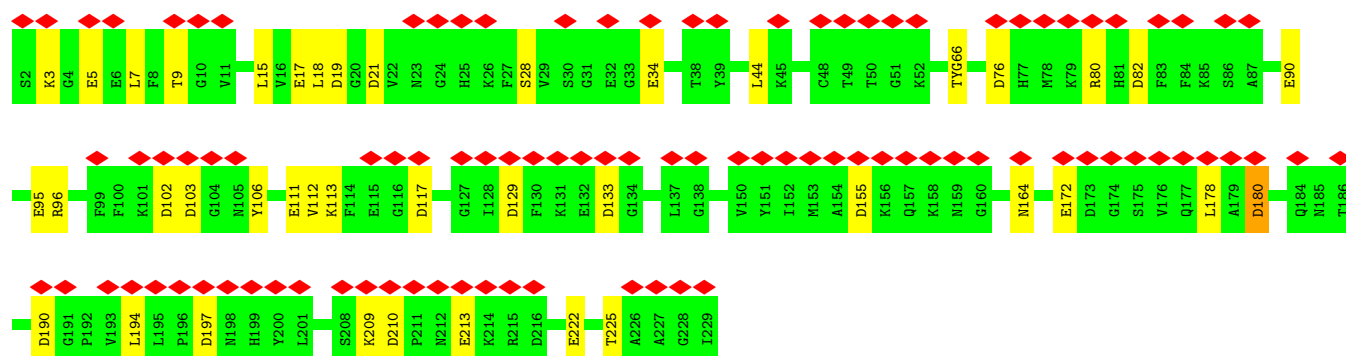 S2 K3 G4 E5 E6 L7 F8 T9 G10 V11 L15 V16 E17 L18 D19 G20 D21 V22 N23 G24 H25 K26 F27 S28 V29 S30 G31 E32 G33 E34 T38 Y39 L44 K45 C48 T49 T50 G51 K52 TYG66 D76 H77 M78 K79 R80 H81 D82 F83 F84 K85 S86 A87 E90
E95 R96 F99 F100 K101 D102 D103 G104 N105 Y106 E111 V112 K113 F114 E115 G116 D117 G127 I128 D129 F130 K131 E132 D133 G134 L137 G138 V150 Y151 I152 M153 A154 D155 K156 Q157 K158 N159 G160 N164 E172 D173 G174 S175 V176 Q177 L178 A179 D180 Q184 N185 T186
D190 G191 P192 V193 L194 L195 P196 D197 N198 H199 Y200 L201 S208 K209 D210 P211 N212 E213 K214 R215 D216 E222 T225 A226 A227 G228 I229